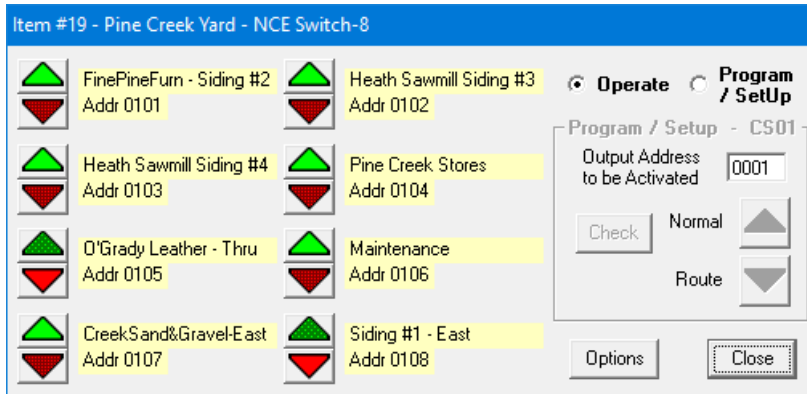 Item #19 - Pine Creek Yard - NCE Switch-8
FinePineFurn - Siding #2
Addr 0101
Heath Sawmill Siding #3
Addr 0102
Heath Sawmill Siding #4
Addr 0103
Pine Creek Stores
Addr 0104
O'Grady Leather - Thru
Addr 0105
Maintenance
Addr 0106
CreekSand&Gravel-East
Addr 0107
Siding #1 - East
Addr 0108
Operate
Program
/ SetUp
Program / Setup - CS01
Output Address
to be Activated
0001
Check
Normal
Route
Options
Close